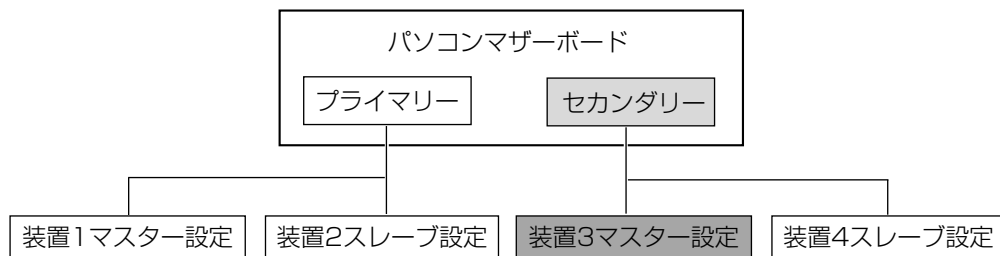 パソコンマザーボード
プライマリー
セカンダリー
装置1マスター設定
装置2スレーブ設定
装置3マスター設定
装置4スレーブ設定